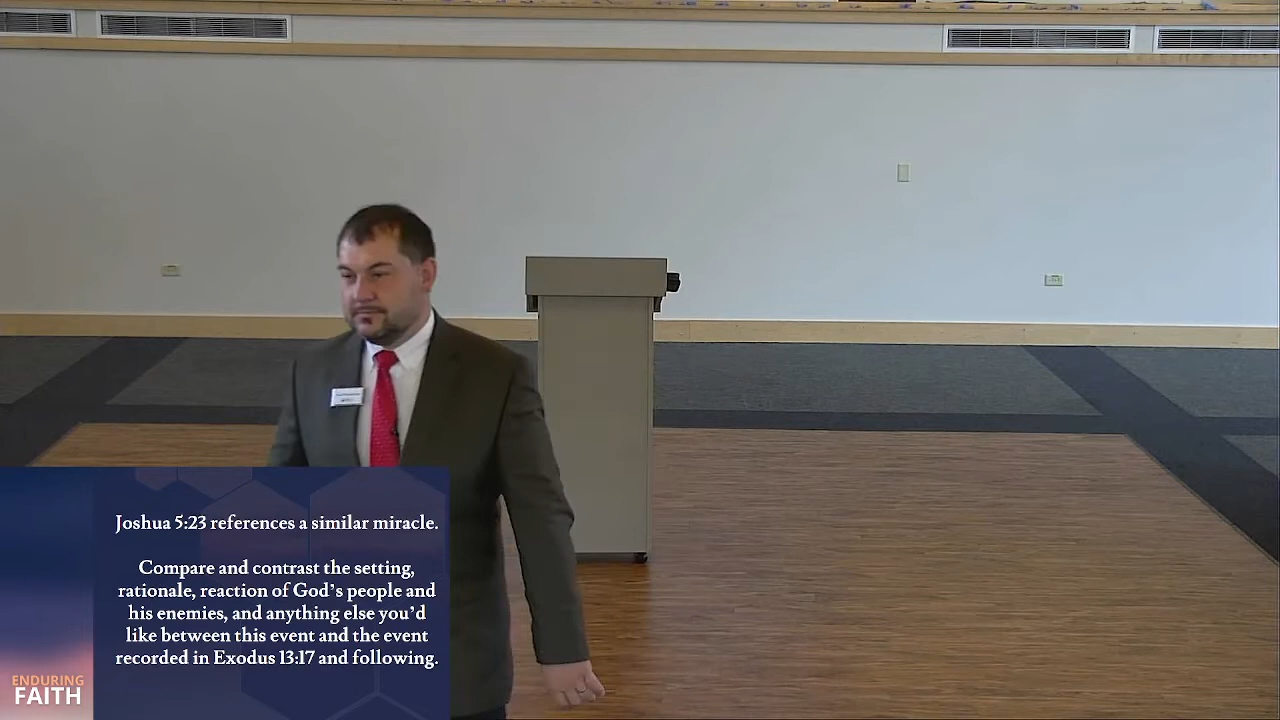 Joshua 5:23 references a similar miracle.
Compare and contrast the setting,
rationale, reaction of God's people and
his enemies, and anything else you'd
like between this event and the event
recorded in Exodus 13:17 and following.
ENDURING
FAITH